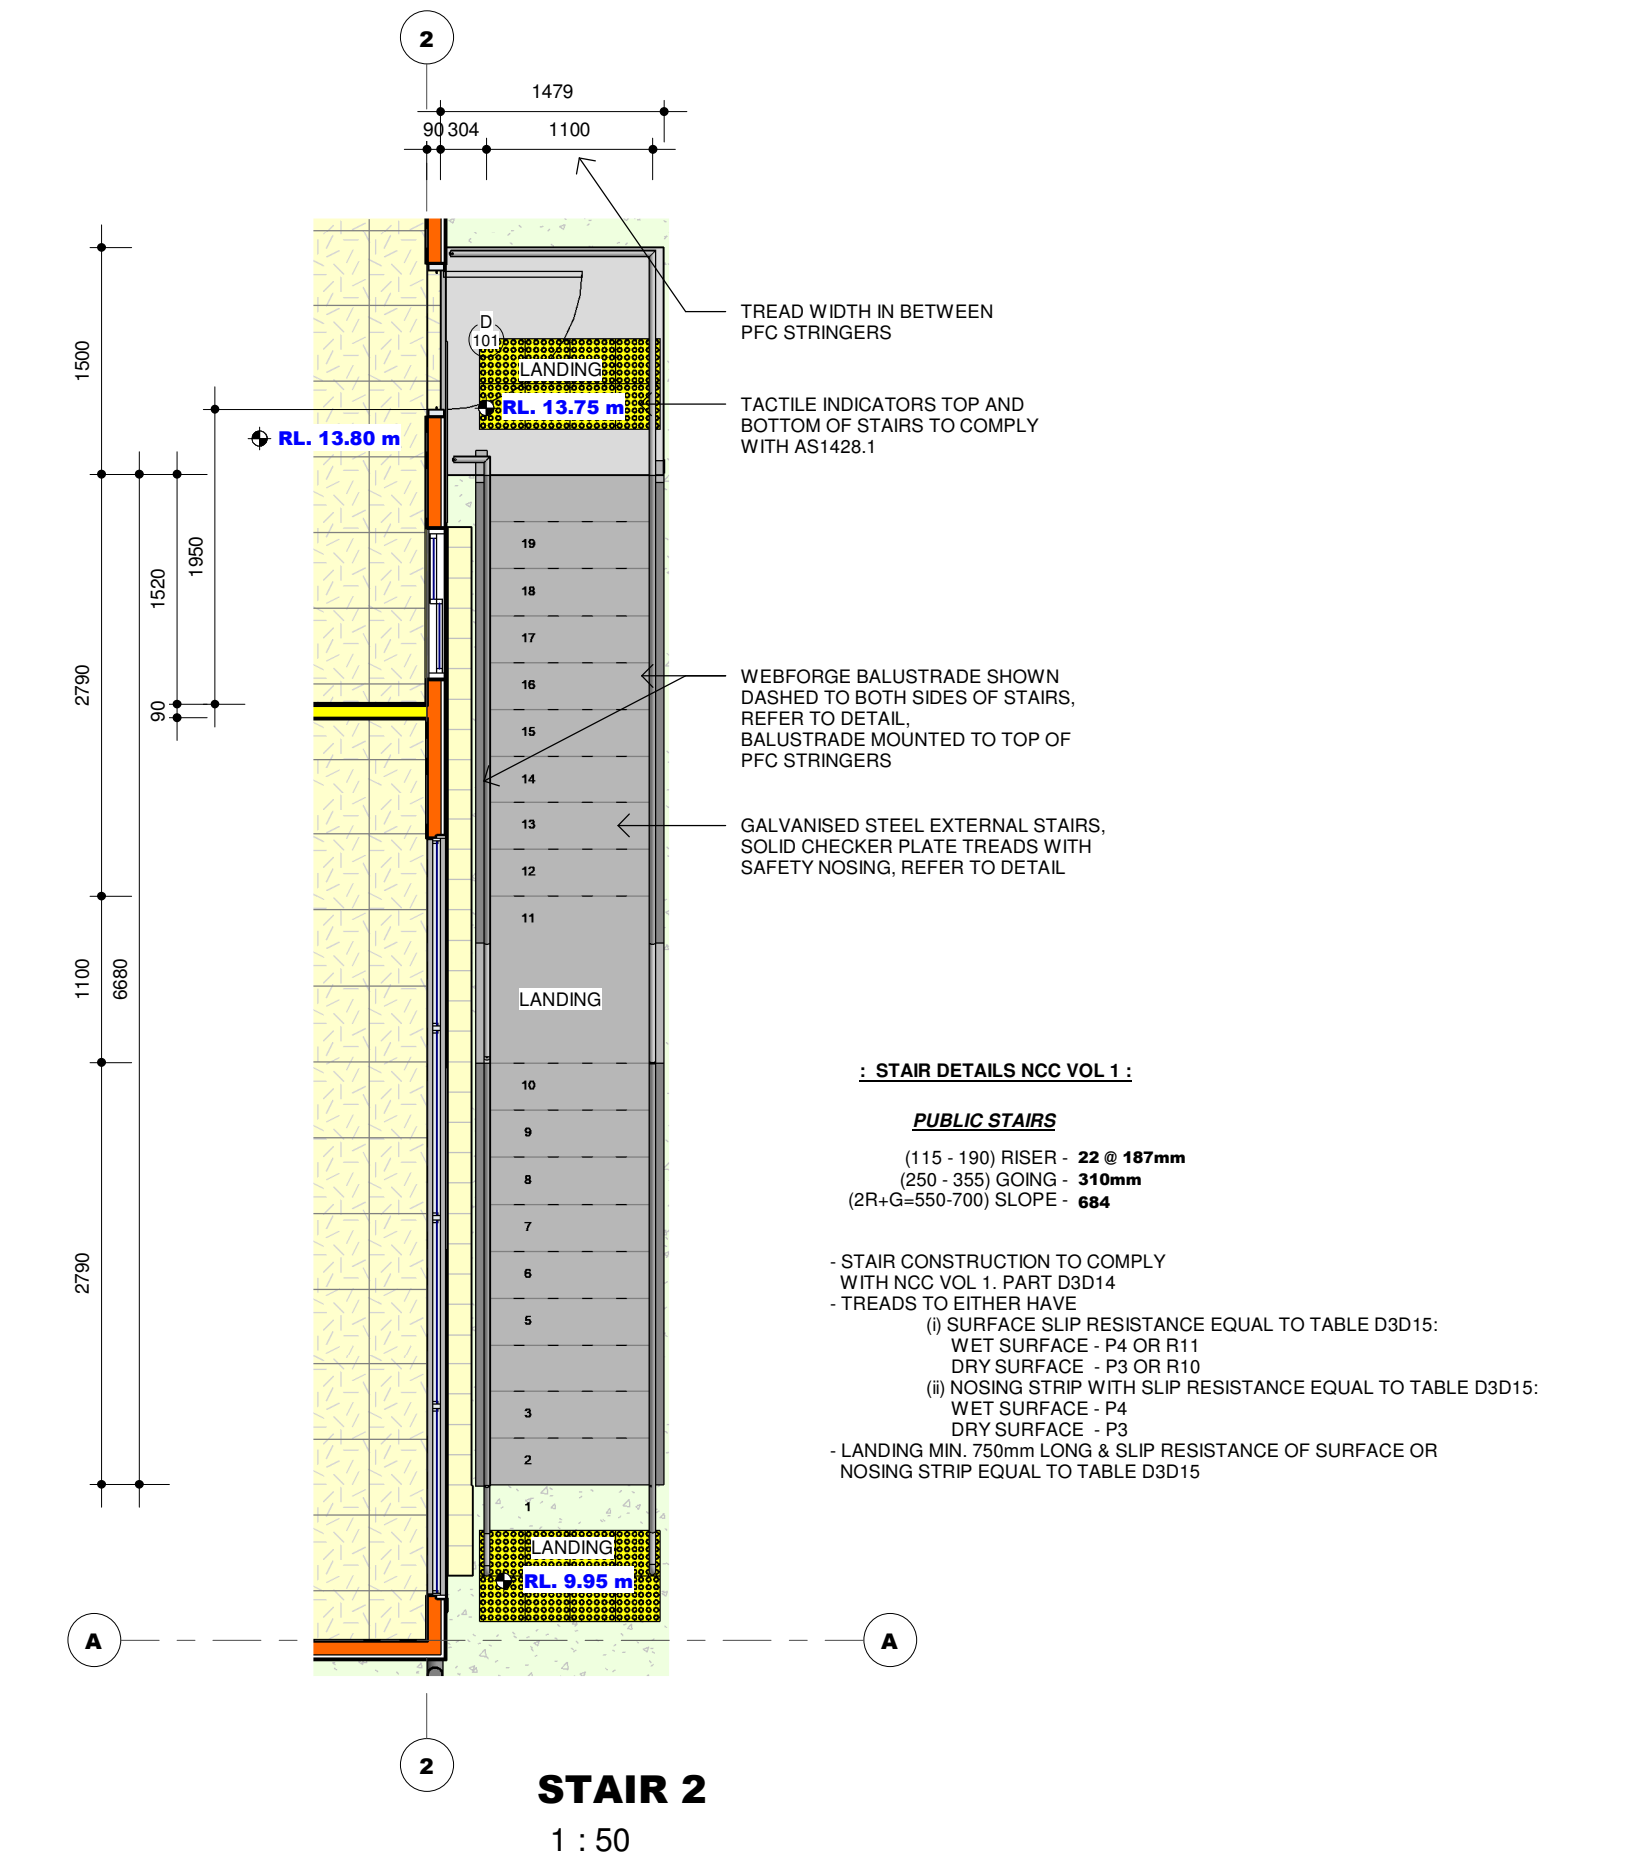 2
1479
90 304 1100
TREAD WIDTH IN BETWEEN
PFC STRINGERS
D
101
LANDING
RL. 13.75 m
TACTILE INDICATORS TOP AND
BOTTOM OF STAIRS TO COMPLY
WITH AS1428.1
RL. 13.80 m
1500
1950
1520
90
2790
1100
6680
2790
19
18
17
16
15
14
13
12
11
WEBFORGE BALUSTRADE SHOWN
DASHED TO BOTH SIDES OF STAIRS,
REFER TO DETAIL,
BALUSTRADE MOUNTED TO TOP OF
PFC STRINGERS
GALVANISED STEEL EXTERNAL STAIRS,
SOLID CHECKER PLATE TREADS WITH
SAFETY NOSING, REFER TO DETAIL
LANDING
10
9
8
7
6
5
3
2
1
LANDING
RL. 9.95 m
: STAIR DETAILS NCC VOL 1 :
PUBLIC STAIRS
(115 - 190) RISER - 22 @ 187mm
(250 - 355) GOING - 310mm
(2R+G=550-700) SLOPE - 684
- STAIR CONSTRUCTION TO COMPLY
WITH NCC VOL 1. PART D3D14
- TREADS TO EITHER HAVE
(i) SURFACE SLIP RESISTANCE EQUAL TO TABLE D3D15:
WET SURFACE - P4 OR R11
DRY SURFACE - P3 OR R10
(ii) NOSING STRIP WITH SLIP RESISTANCE EQUAL TO TABLE D3D15:
WET SURFACE - P4
DRY SURFACE - P3
- LANDING MIN. 750mm LONG & SLIP RESISTANCE OF SURFACE OR
NOSING STRIP EQUAL TO TABLE D3D15
A
A
2
STAIR 2
1 : 50